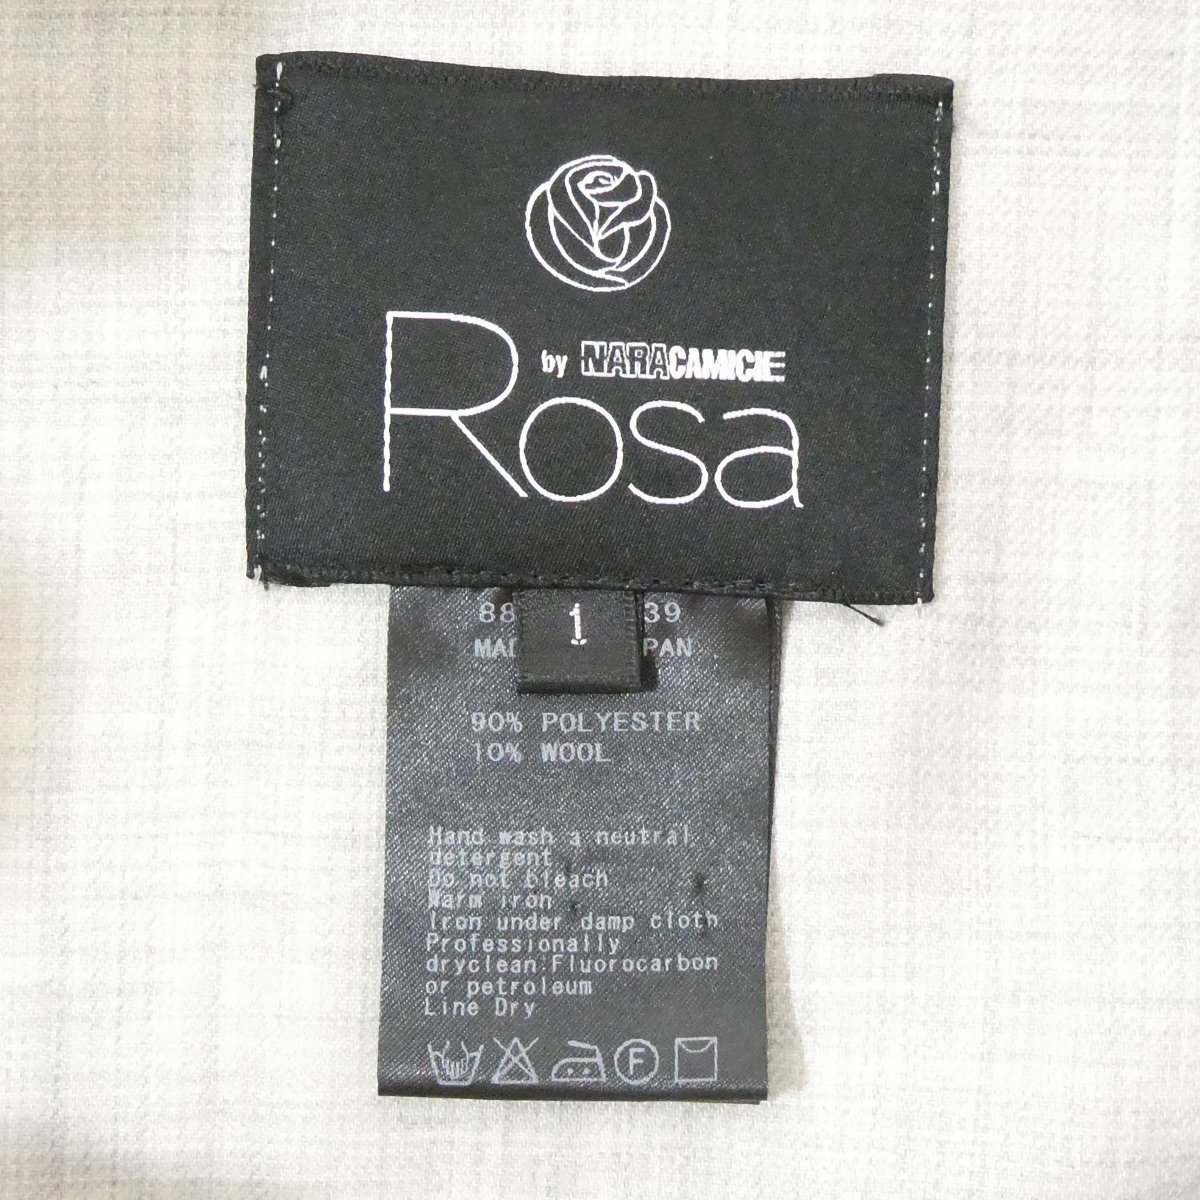 by NARACAMICIE
Rosa
88 1 39
PAN
90% POLYESTER
10% WOOL
Hand wash a neutral
detergent
Do not bleach
Warm iron
Iron under damp cloth
Professionally
dryclean.Fluorocarbon
or petroleum
Line Dry
F